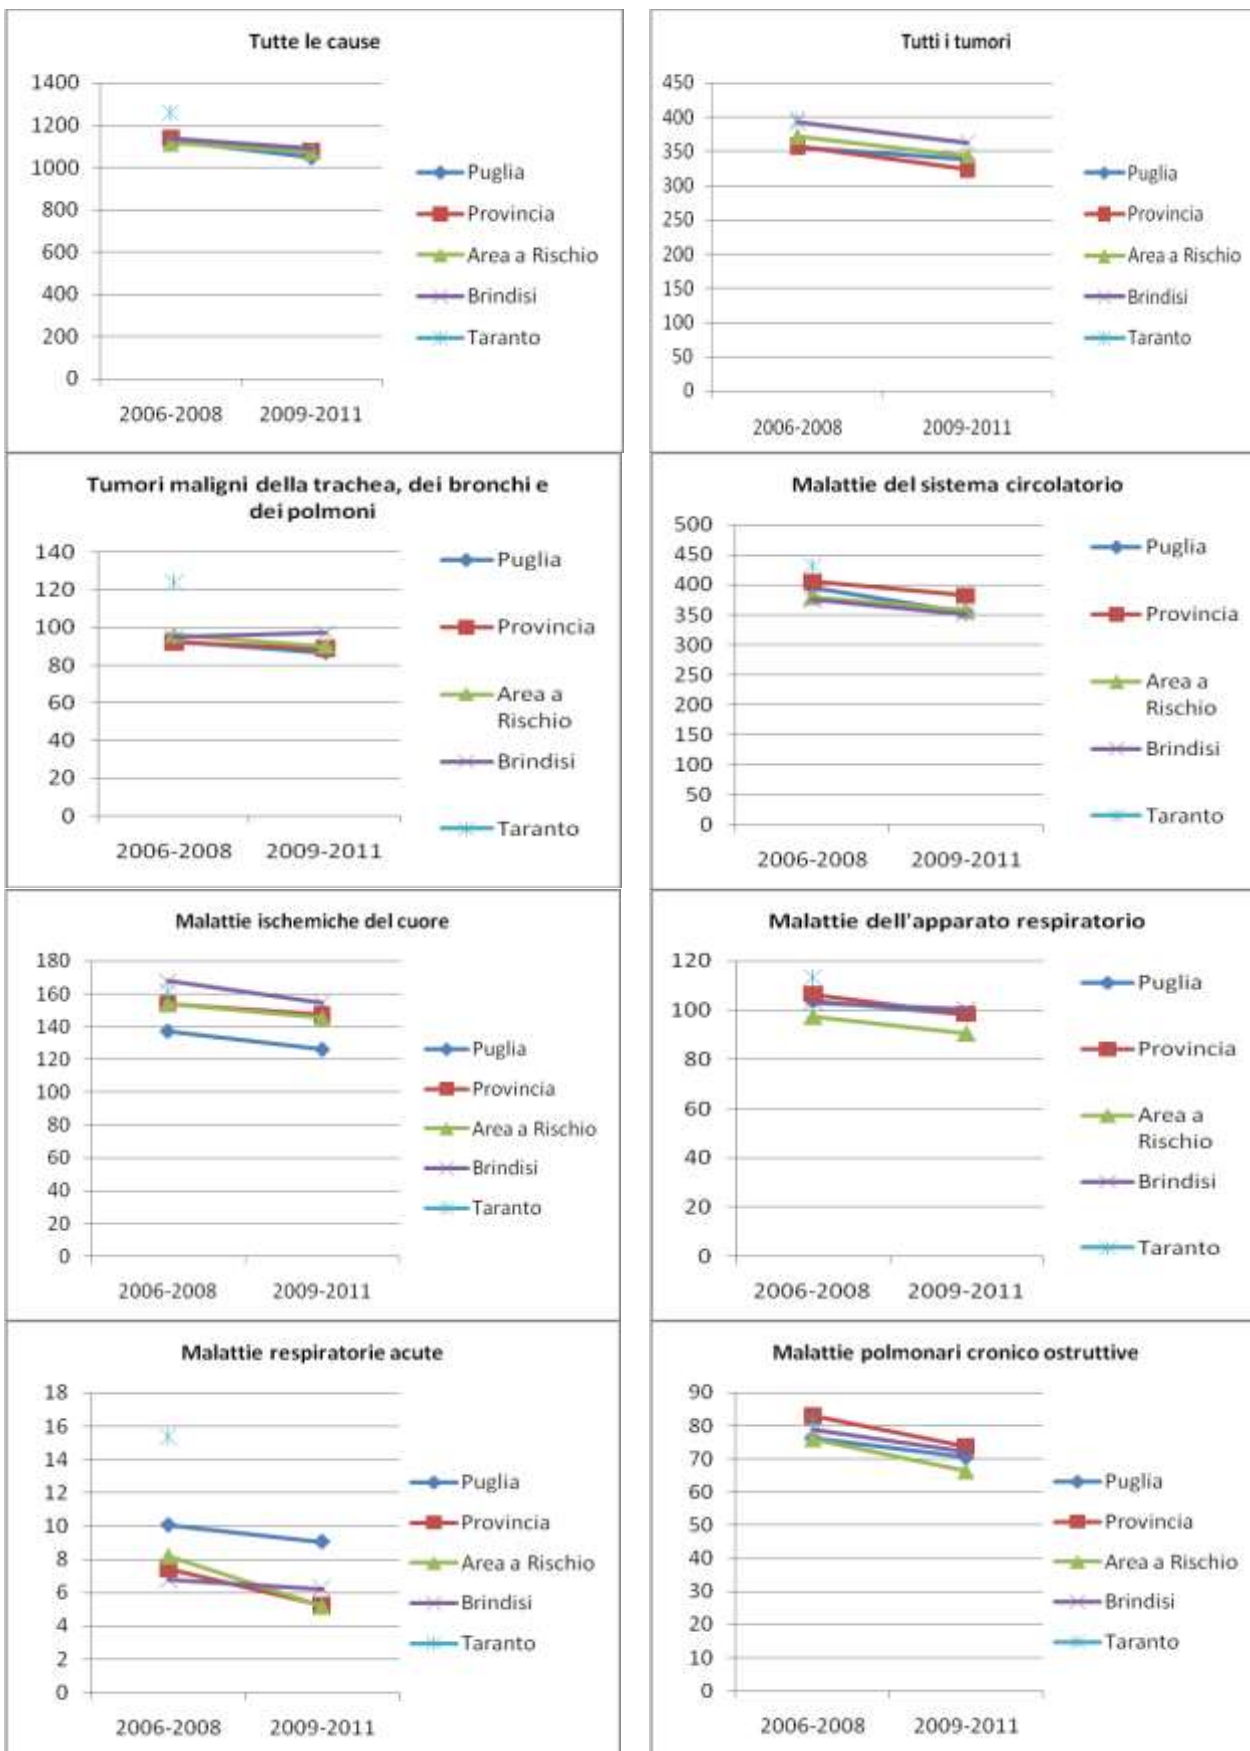 Tutte le cause
1400
1200
1000
800
600
400
200
0
2006-2008 2009-2011
Puglia
Provincia
Area a Rischio
Brindisi
Taranto
Tutti i tumori
450
400
350
300
250
200
150
100
50
0
2006-2008 2009-2011
Puglia
Provincia
Area a Rischio
Brindisi
Taranto
Tumori maligni della trachea, dei bronchi e
dei polmoni
140
120
100
80
60
40
20
0
2006-2008 2009-2011
Puglia
Provincia
Area a
Rischio
Brindisi
Taranto
Malattie del sistema circolatorio
500
450
400
350
300
250
200
150
100
50
0
2006-2008 2009-2011
Puglia
Provincia
Area a
Rischio
Brindisi
Taranto
Malattie ischemiche del cuore
180
160
140
120
100
80
60
40
20
0
2006-2008 2009-2011
Puglia
Provincia
Area a Rischio
Brindisi
Taranto
Malattie dell'apparato respiratorio
120
100
80
60
40
20
0
2006-2008 2009-2011
Puglia
Provincia
Area a
Rischio
Brindisi
Taranto
Malattie respiratorie acute
18
16
14
12
10
8
6
4
2
0
2006-2008 2009-2011
Puglia
Provincia
Area a Rischio
Brindisi
Taranto
Malattie polmonari cronico ostruttive
90
80
70
60
50
40
30
20
10
0
2006-2008 2009-2011
Puglia
Provincia
Area a Rischio
Brindisi
Taranto